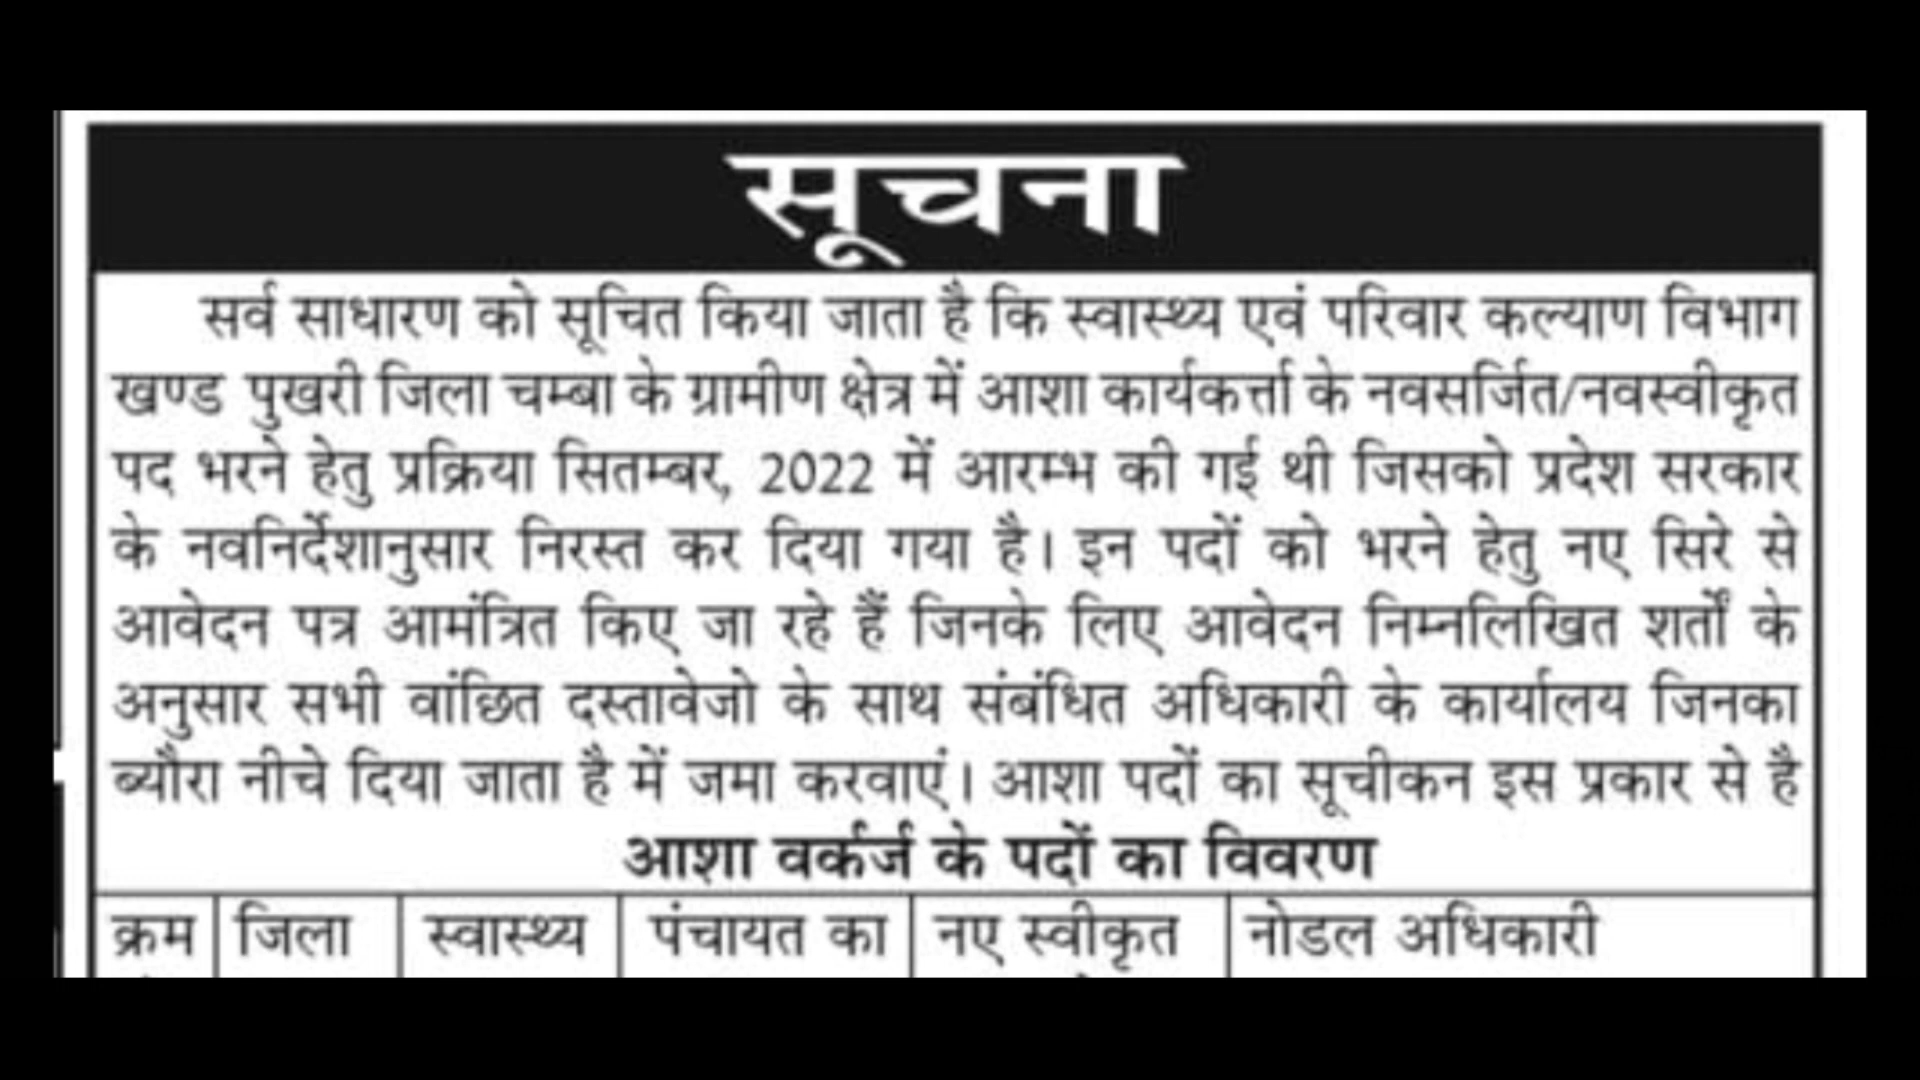 सूचना
सर्व साधारण को सूचित किया जाता है कि स्वास्थ्य एवं परिवार कल्याण विभाग
खण्ड पुखरी जिला चम्बा के ग्रामीण क्षेत्र में आशा कार्यकर्त्ता के नवसर्जित/नवस्वीकृत
पद भरने हेतु प्रक्रिया सितम्बर, 2022 में आरम्भ की गई थी जिसको प्रदेश सरकार
के नवनिर्देशानुसार निरस्त कर दिया गया है। इन पदों को भरने हेतु नए सिरे से
आवेदन पत्र आमंत्रित किए जा रहे हैं जिनके लिए आवेदन निम्नलिखित शर्तों के
अनुसार सभी वांछित दस्तावेजो के साथ संबंधित अधिकारी के कार्यालय जिनका
ब्यौरा नीचे दिया जाता है में जमा करवाएं। आशा पदों का सूचीकन इस प्रकार से है
आशा वर्कर्ज के पदों का विवरण
क्रम जिला स्वास्थ्य पंचायत का नए स्वीकृत नोडल अधिकारी